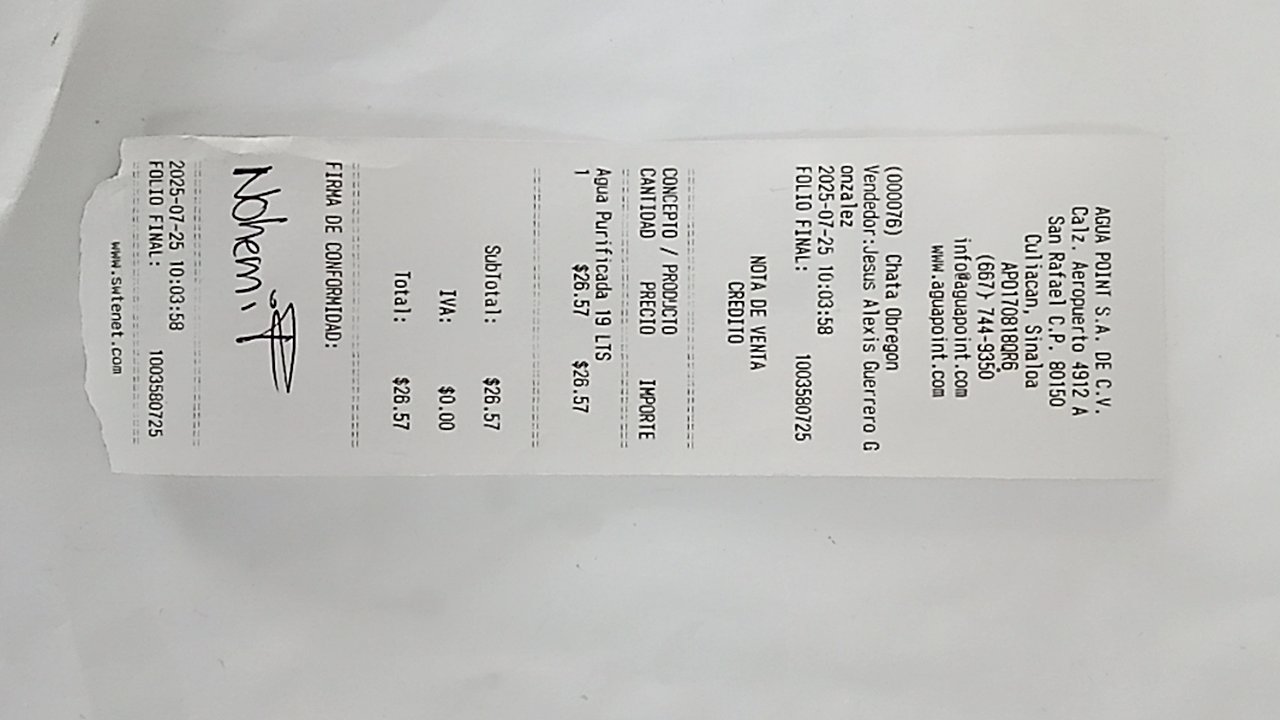 AGUA POINT S.A. DE C.V.
Calz. Aeropuerto 4912 A
San Rafael C.P. 80150
Culiacan, Sinaloa
APO170818QR6
(667) 744-9350
info@aguapoint.com
www.aguapoint.com
(000076) Chata Obregon
Vendedor:Jesus Alexis Guerrero G
onzalez
2025-07-25 10:03:58
FOLIO FINAL: 1003580725
NOTA DE VENTA
CREDITO
================================
CONCEPTO / PRODUCTO
CANTIDAD PRECIO IMPORTE
================================
Agua Purificada 19 LTS
1 $26.57 $26.57
================================
SubTotal: $26.57
IVA: $0.00
Total: $26.57
================================
FIRMA DE CONFORMIDAD:
Nohemi
================================
2025-07-25 10:03:58
FOLIO FINAL: 1003580725
================================
www.swtenet.com